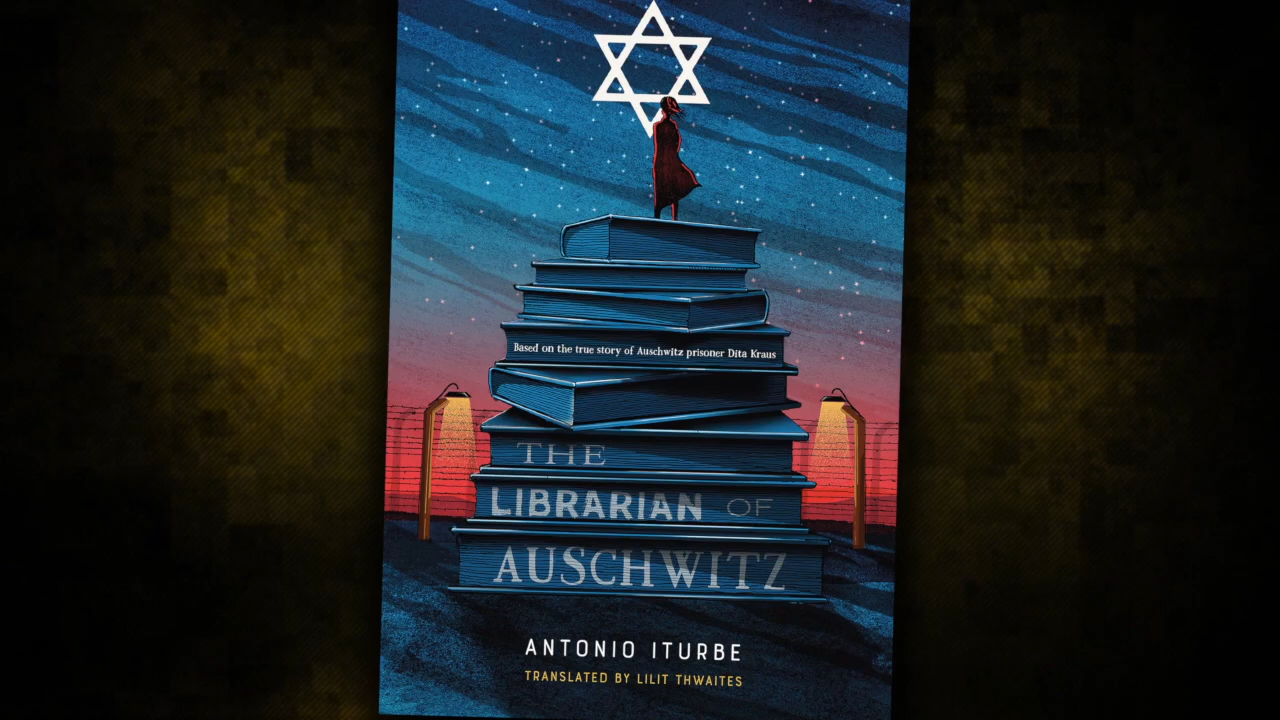 Based on the true story of Auschwitz prisoner Dita Kraus
THE
LIBRARIAN OF
AUSCHWITZ
ANTONIO ITURBE
TRANSLATED BY LILIT THWAITES